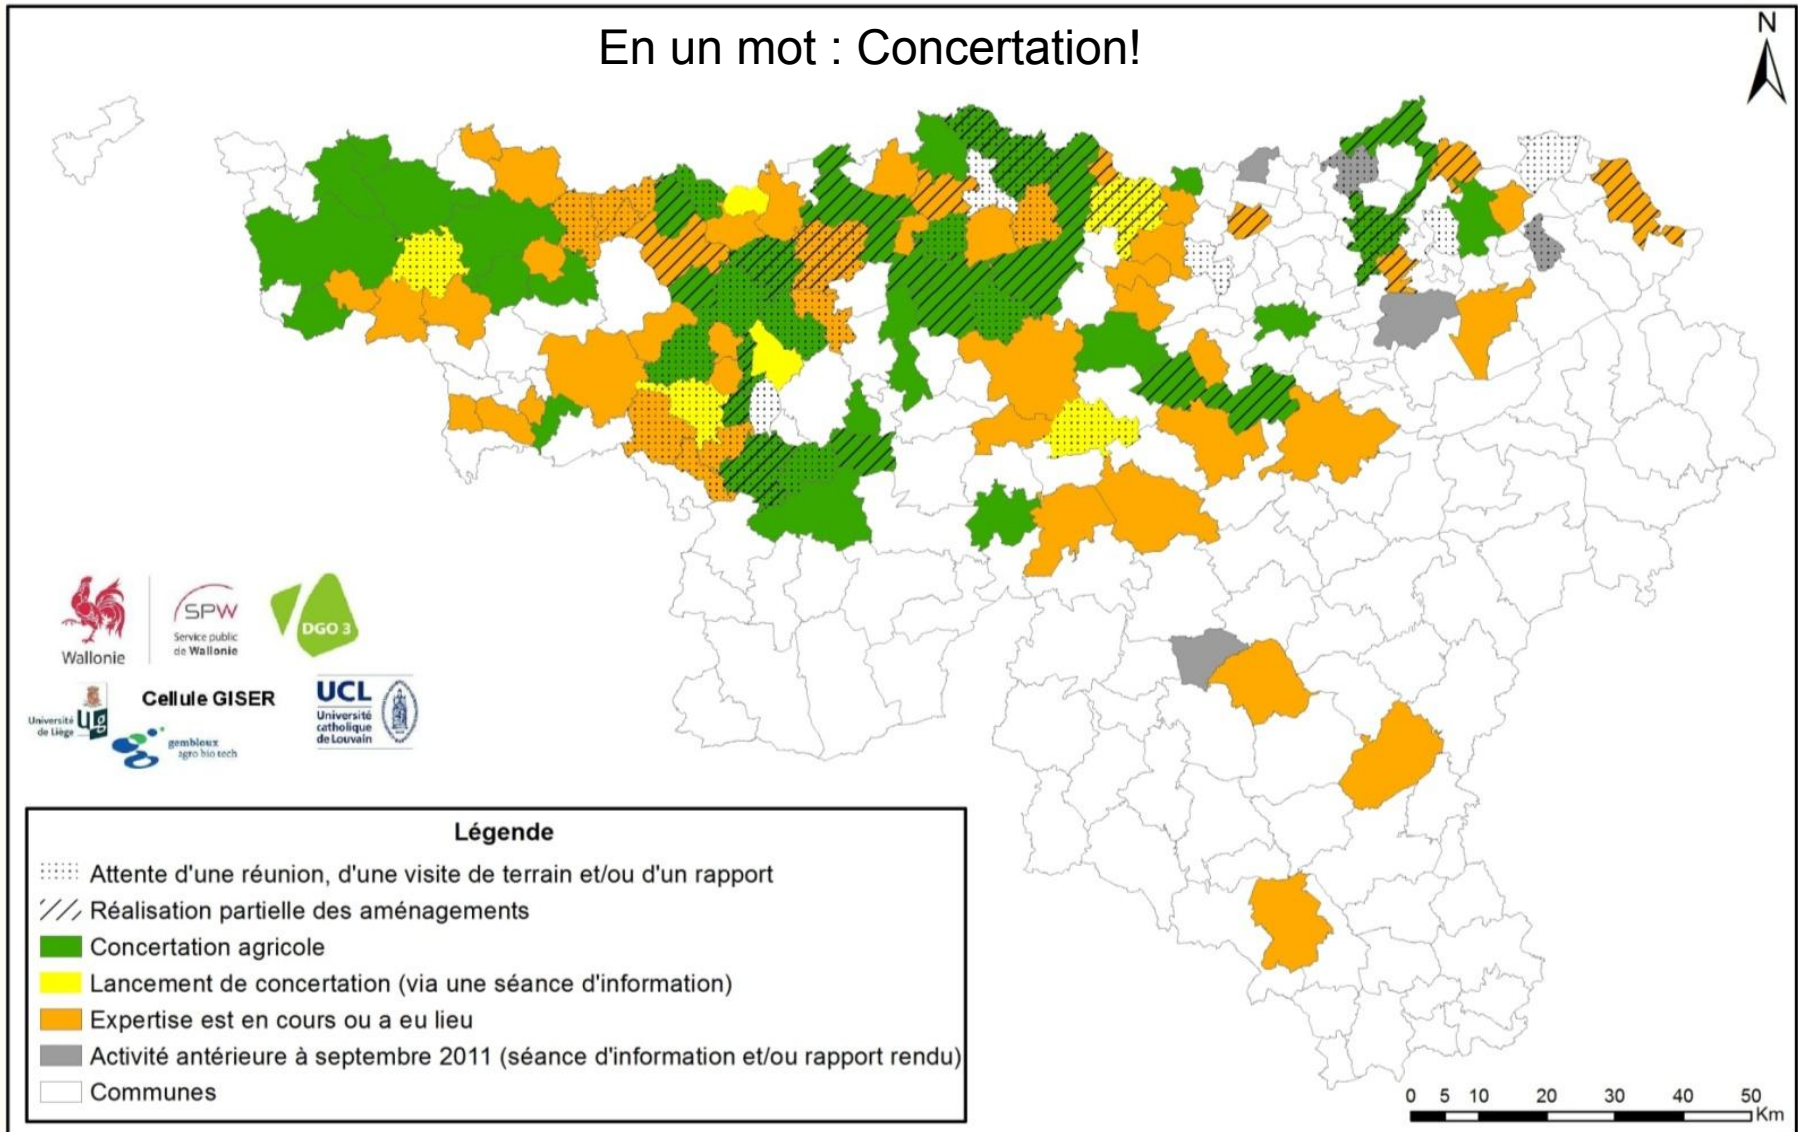 En un mot : Concertation!
N
Wallonie
SPW
Service public
de Wallonie
DGO 3
Université
de Liège
Ulg
Cellule GISER
gembloux
agro bio tech
UCL
Université
catholique
de Louvain
Légende
Attente d'une réunion, d'une visite de terrain et/ou d'un rapport
Réalisation partielle des aménagements
Concertation agricole
Lancement de concertation (via une séance d'information)
Expertise est en cours ou a eu lieu
Activité antérieure à septembre 2011 (séance d'information et/ou rapport rendu)
Communes
0 5 10 20 30 40 50
Km